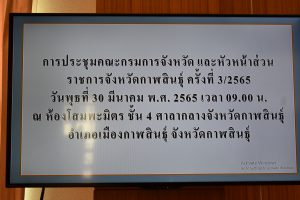 การประชุมคณะกรมการจังหวัด และหัวหน้าส่วน
ราชการจังหวัดกาฬสินธุ์ ครั้งที่ 3/2565
วันพุธที่ 30 มีนาคม พ.ศ. 2565 เวลา 09.00 น.
ณ ห้องโสมพะมิตร ชั้น 4 ศาลากลางจังหวัดกาฬสินธุ์
อำเภอเมืองกาฬสินธุ์ จังหวัดกาฬสินธุ์
Activate Windows